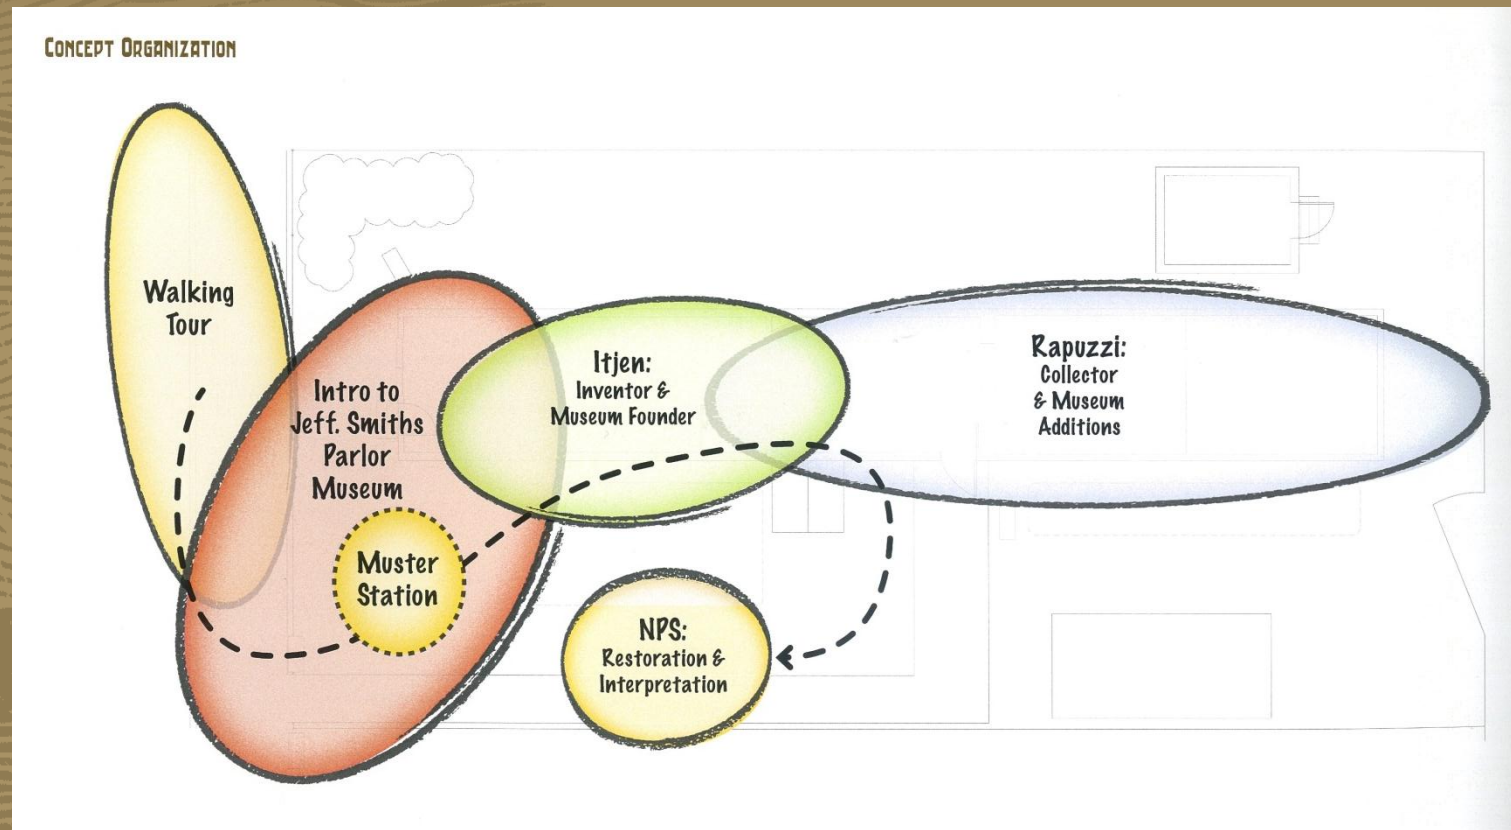 CONCEPT ORGANIZATION
Walking
Tour
Intro to
Jeff. Smiths
Parlor
Museum
Muster
Station
Itjen:
Inventor &
Museum Founder
Rapuzzi:
Collector
& Museum
Additions
NPS:
Restoration &
Interpretation